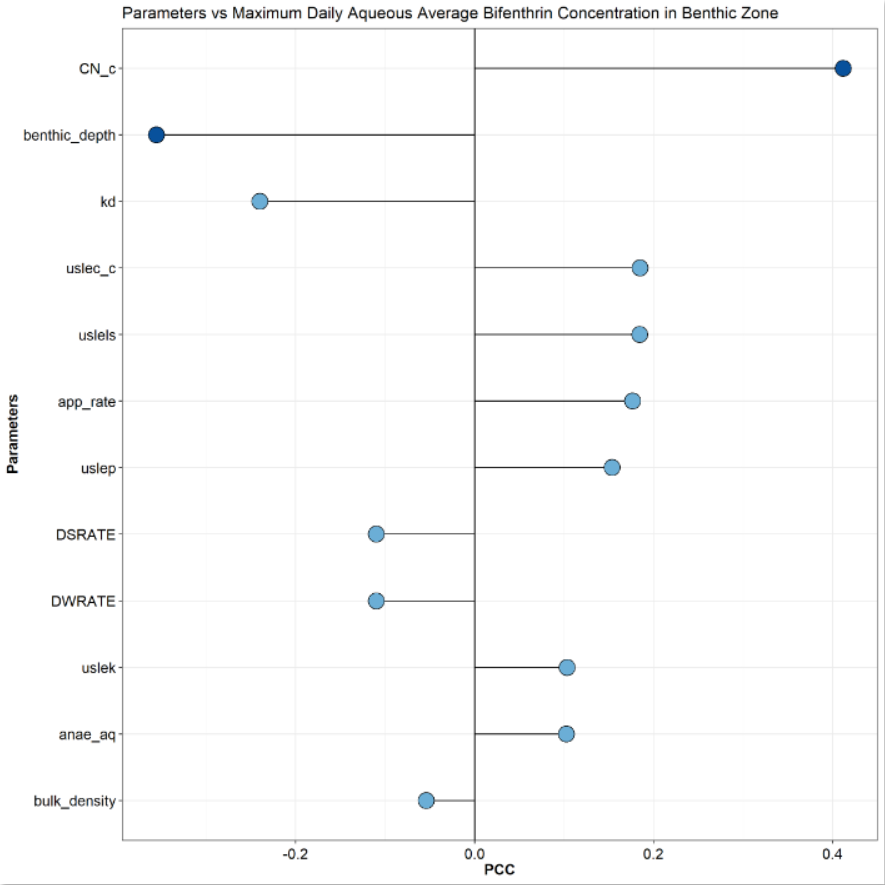 Parameters vs Maximum Daily Aqueous Average Bifenthrin Concentration in Benthic Zone
CN_c
benthic_depth
kd
uslec_c
uslels
app_rate
Parameters
uslep
DSRATE
DWRATE
uslek
anae_aq
bulk_density
-0.2
0.0
0.2
0.4
PCC